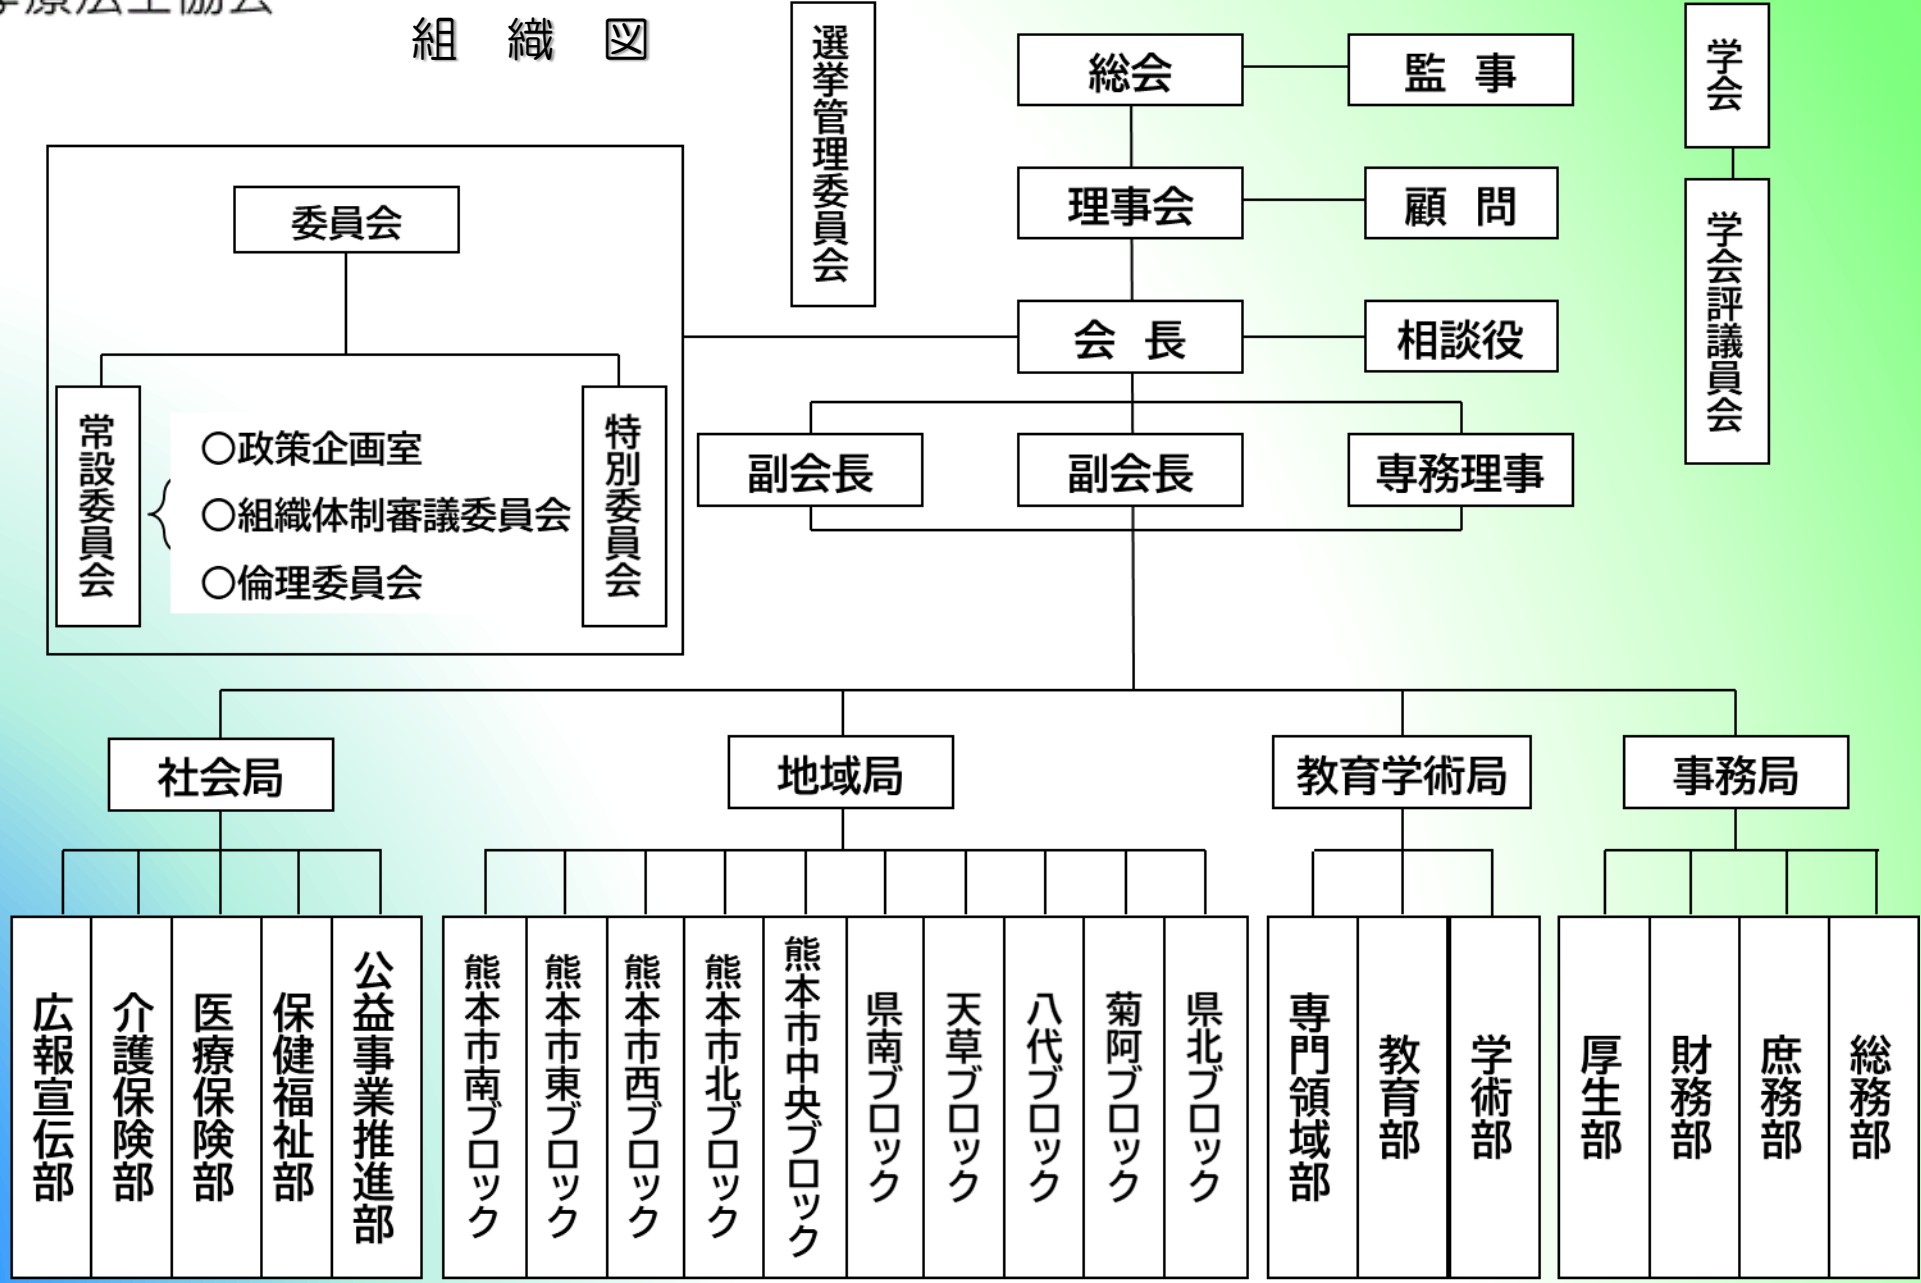 療法士協会
組 織 図
選挙管理委員会
総会
監 事
学会
理事会
顧 問
学会評議員会
会 長
相談役
委員会
常設委員会
○政策企画室
○組織体制審議委員会
○倫理委員会
特別委員会
副会長
副会長
専務理事
社会局
地域局
教育学術局
事務局
広報宣伝部
介護保険部
医療保険部
保健福祉部
公益事業推進部
熊本市南ブロック
熊本市東ブロック
熊本市西ブロック
熊本市北ブロック
熊本市中央ブロック
県南ブロック
天草ブロック
八代ブロック
菊阿ブロック
県北ブロック
専門領域部
教育部
学術部
厚生部
財務部
庶務部
総務部